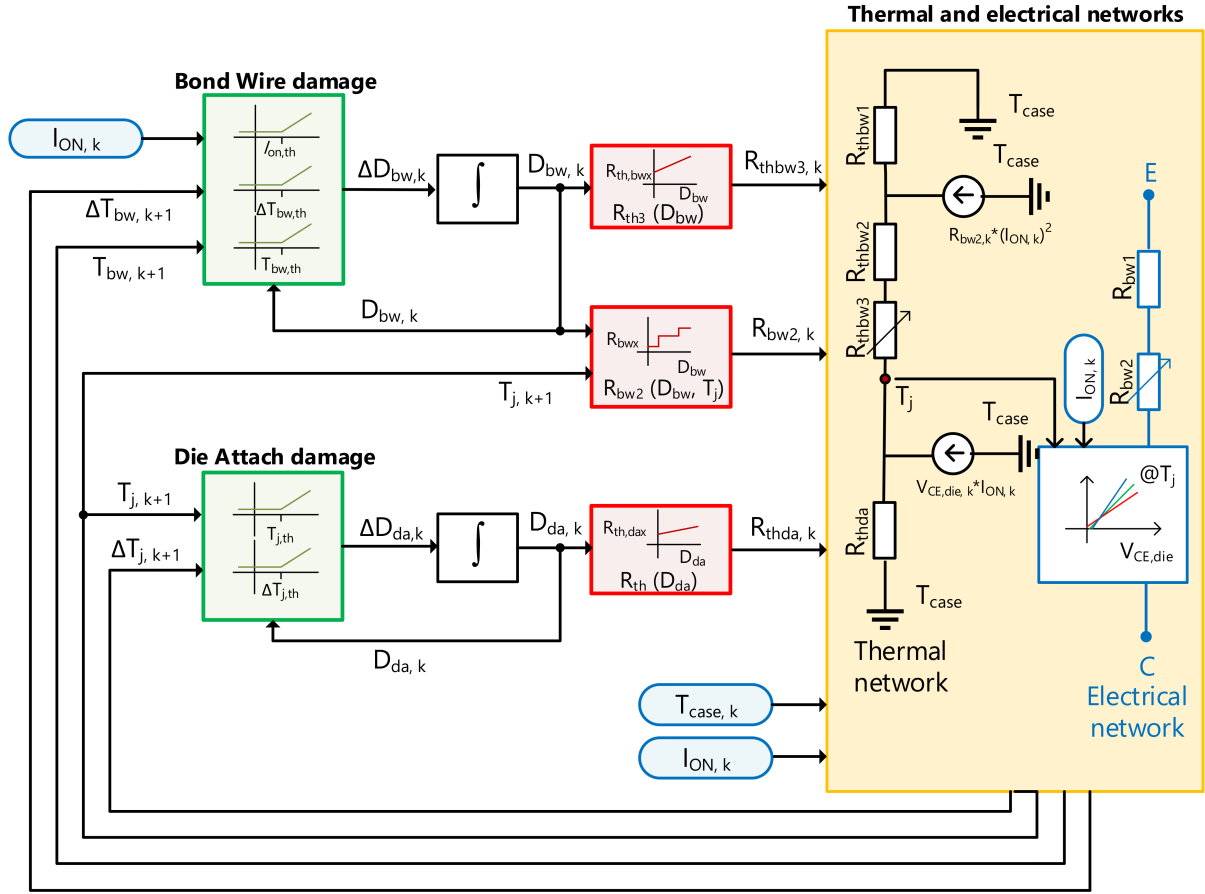 Thermal and electrical networks
Bond Wire damage
I_ON, k
ΔT_bw, k+1
T_bw, k+1
I_on,th
ΔT_bw,th
T_bw,th
ΔD_bw,k
∫
D_bw, k
D_bw, k
R_th,bwx
D_bw
R_th3 (D_bw)
R_thbw3, k
R_bwx
D_bw
R_bw2 (D_bw, T_j)
R_bw2, k
T_j, k+1
Die Attach damage
T_j, k+1
ΔT_j, k+1
T_j,th
ΔT_j,th
ΔD_da,k
∫
D_da, k
D_da, k
R_th,dax
D_da
R_th (D_da)
R_thda, k
T_case, k
I_ON, k
R_thbw1
T_case
T_case
R_bw2,k*(I_ON, k)^2
R_thbw2
R_thbw3
T_j
T_case
V_CE,die, k*I_ON, k
R_thda
T_case
Thermal
network
E
R_bw1
R_bw2
I_ON, k
@T_j
V_CE,die
C
Electrical
network